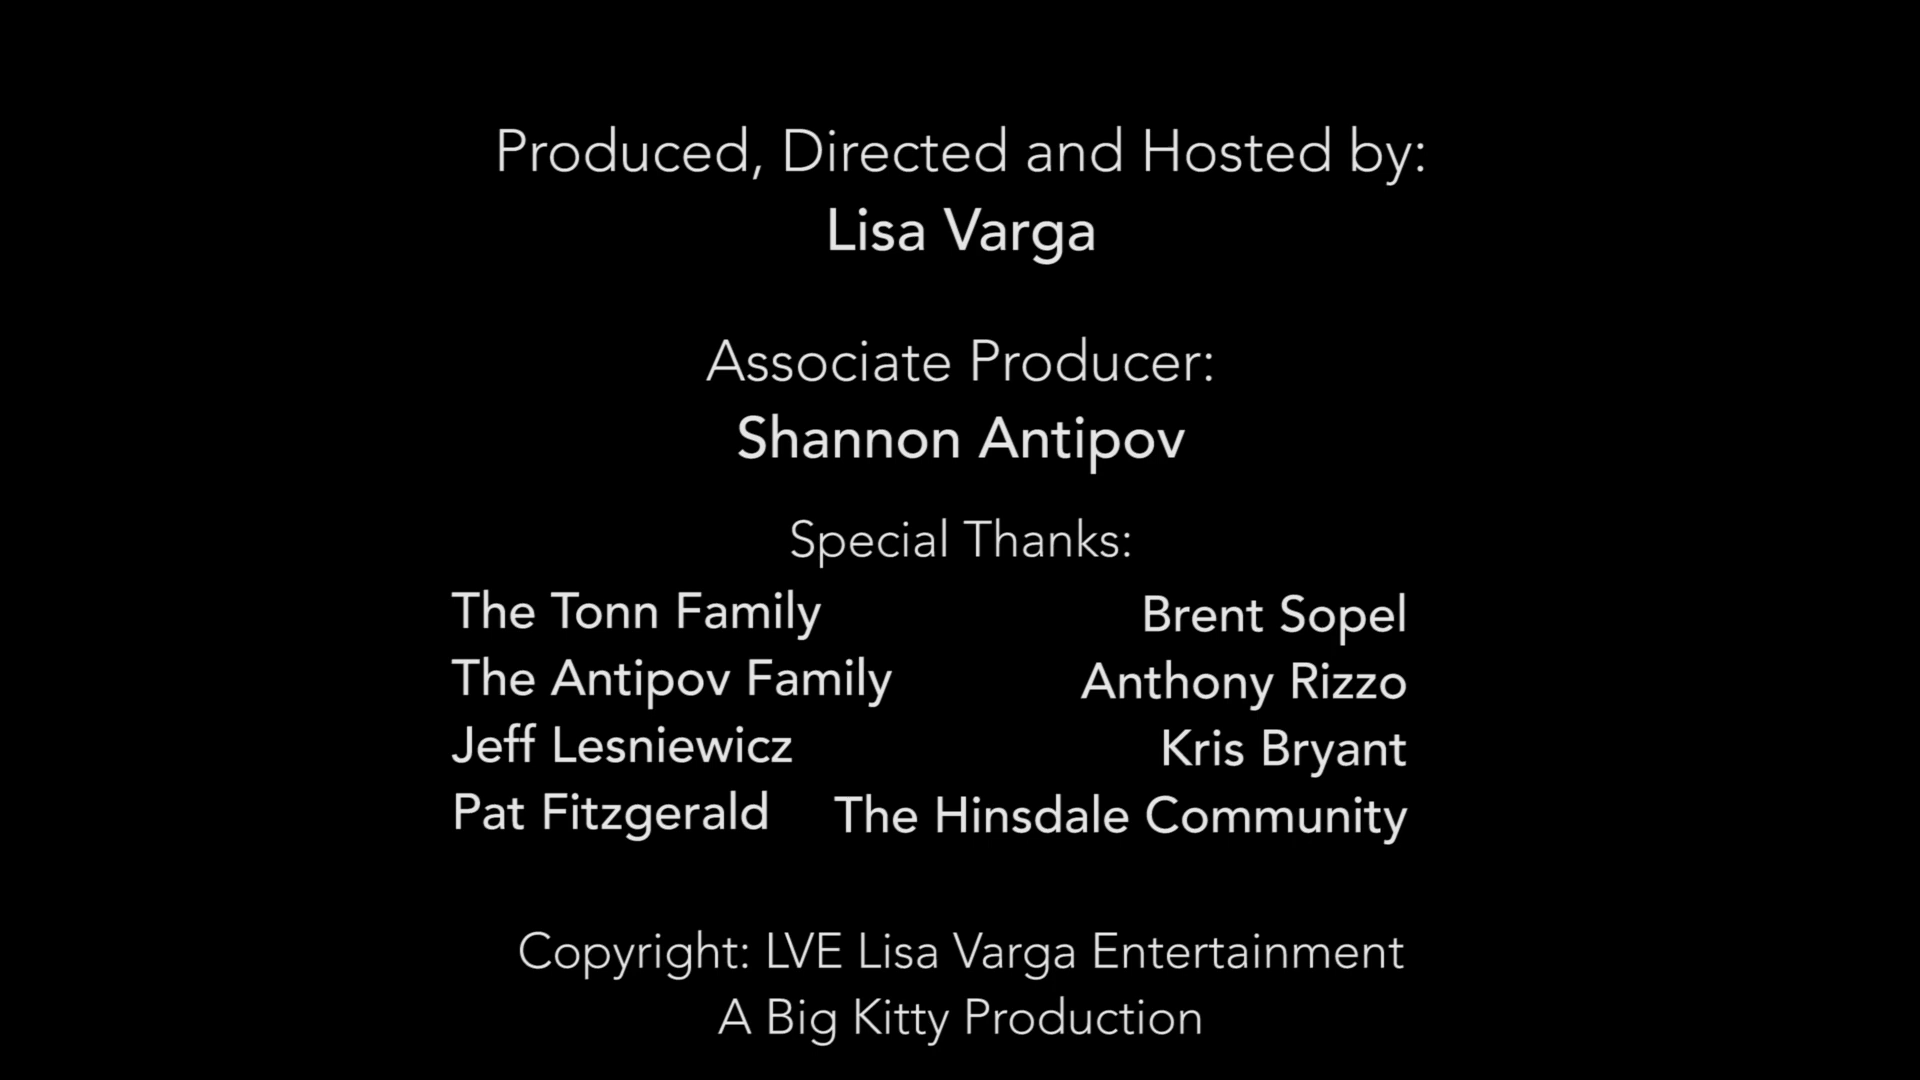 Produced, Directed and Hosted by:
Lisa Varga
Associate Producer:
Shannon Antipov
Special Thanks:
The Tonn Family
The Antipov Family
Jeff Lesniewicz
Pat Fitzgerald
Brent Sopel
Anthony Rizzo
Kris Bryant
The Hinsdale Community
Copyright: LVE Lisa Varga Entertainment
A Big Kitty Production